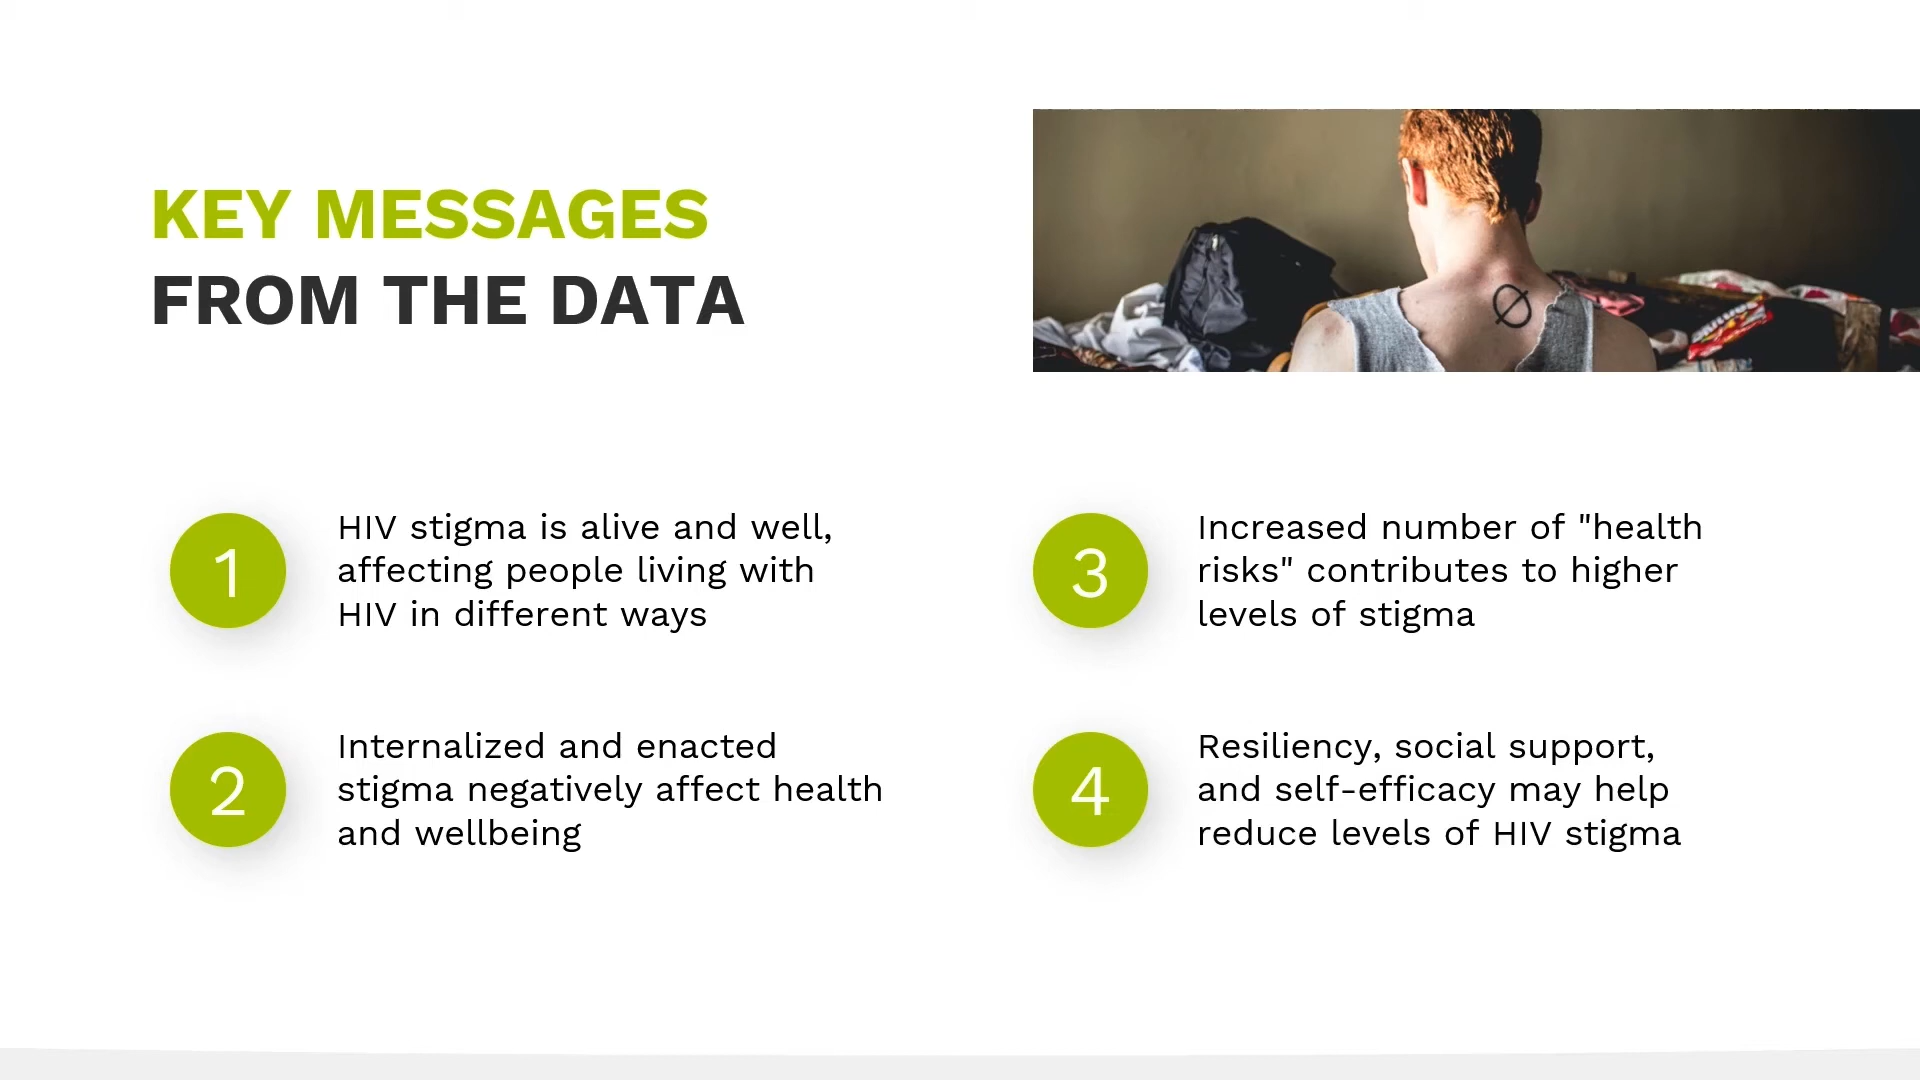 KEY MESSAGES
FROM THE DATA
1
HIV stigma is alive and well,
affecting people living with
HIV in different ways
2
Internalized and enacted
stigma negatively affect health
and wellbeing
3
Increased number of "health
risks" contributes to higher
levels of stigma
4
Resiliency, social support,
and self-efficacy may help
reduce levels of HIV stigma